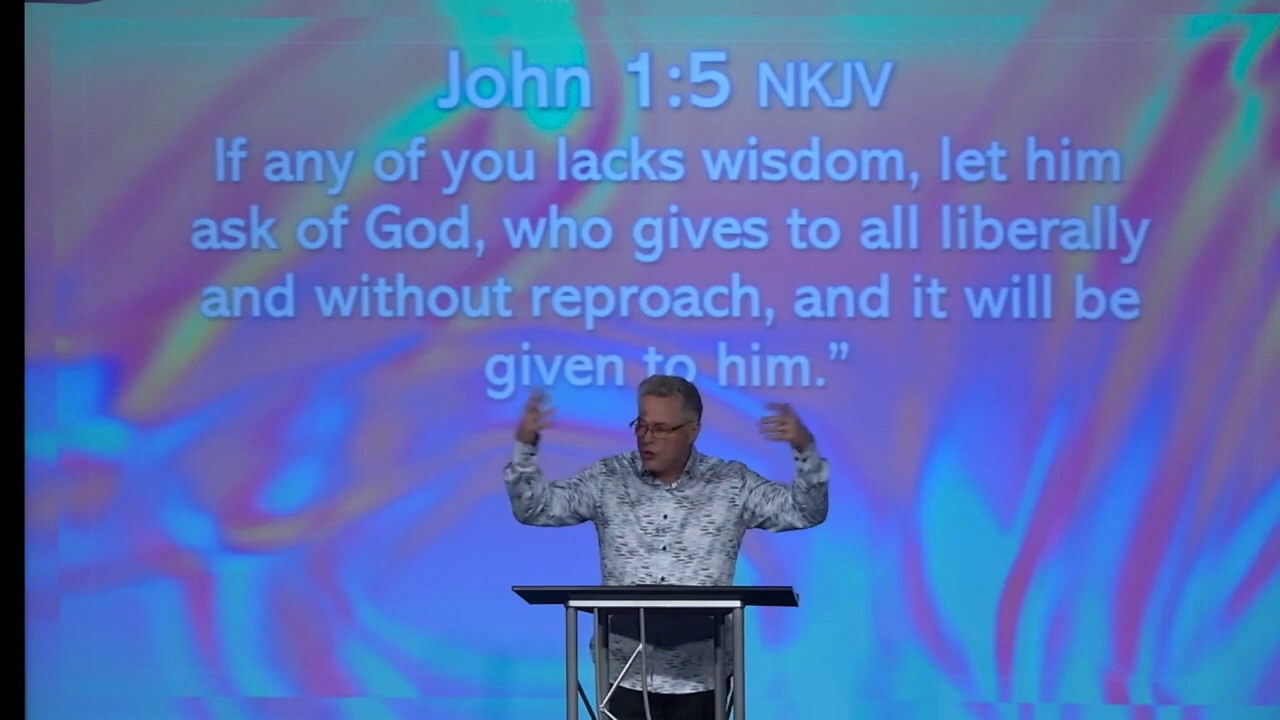 John 1:5 NKJV
If any of you lacks wisdom, let him
ask of God, who gives to all liberally
and without reproach, and it will be
given to him.”